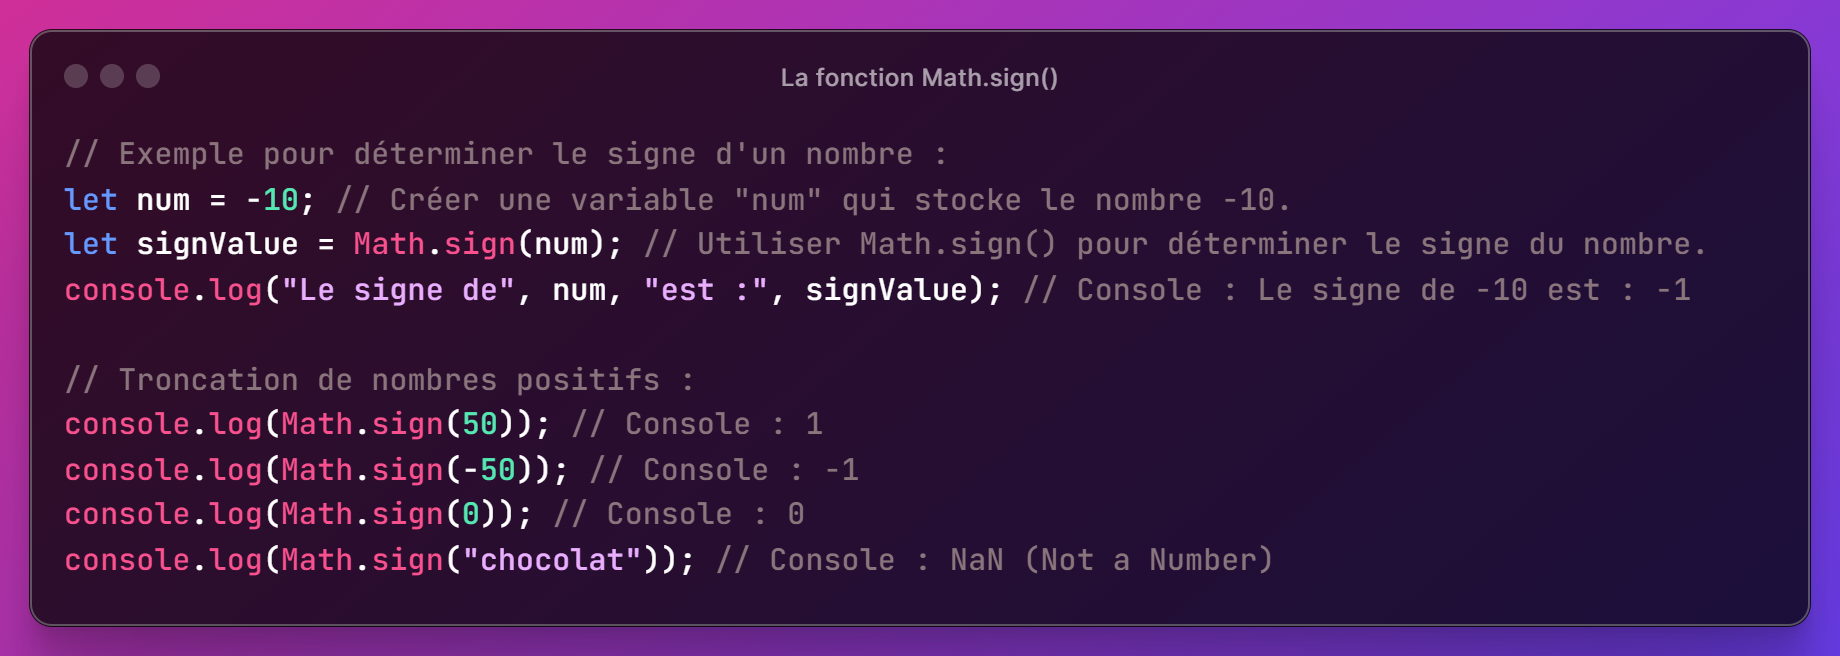 La fonction Math.sign()
// Exemple pour déterminer le signe d'un nombre :
let num = -10; // Créer une variable "num" qui stocke le nombre -10.
let signValue = Math.sign(num); // Utiliser Math.sign() pour déterminer le signe du nombre.
console.log("Le signe de", num, "est :", signValue); // Console : Le signe de -10 est : -1
// Troncation de nombres positifs :
console.log(Math.sign(50)); // Console : 1
console.log(Math.sign(-50)); // Console : -1
console.log(Math.sign(0)); // Console : 0
console.log(Math.sign("chocolat")); // Console : NaN (Not a Number)